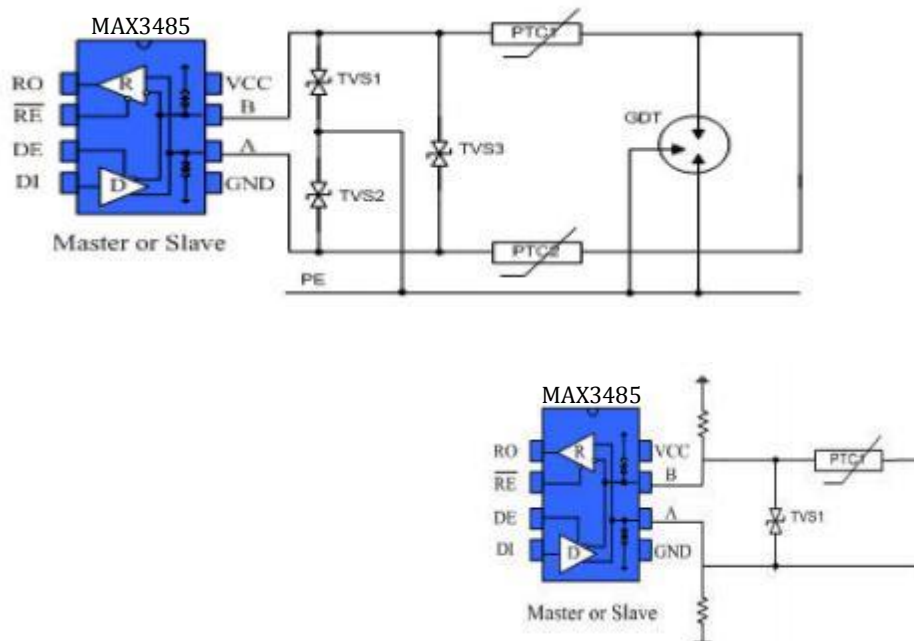 MAX3485
RO
R
VCC
RE
B
DE
A
DI
D
GND
Master or Slave
TVS1
TVS2
TVS3
PTC1
GDT
PTC2
PE
MAX3485
RO
R
VCC
RE
B
DE
A
DI
D
GND
Master or Slave
PTC1
TVS1